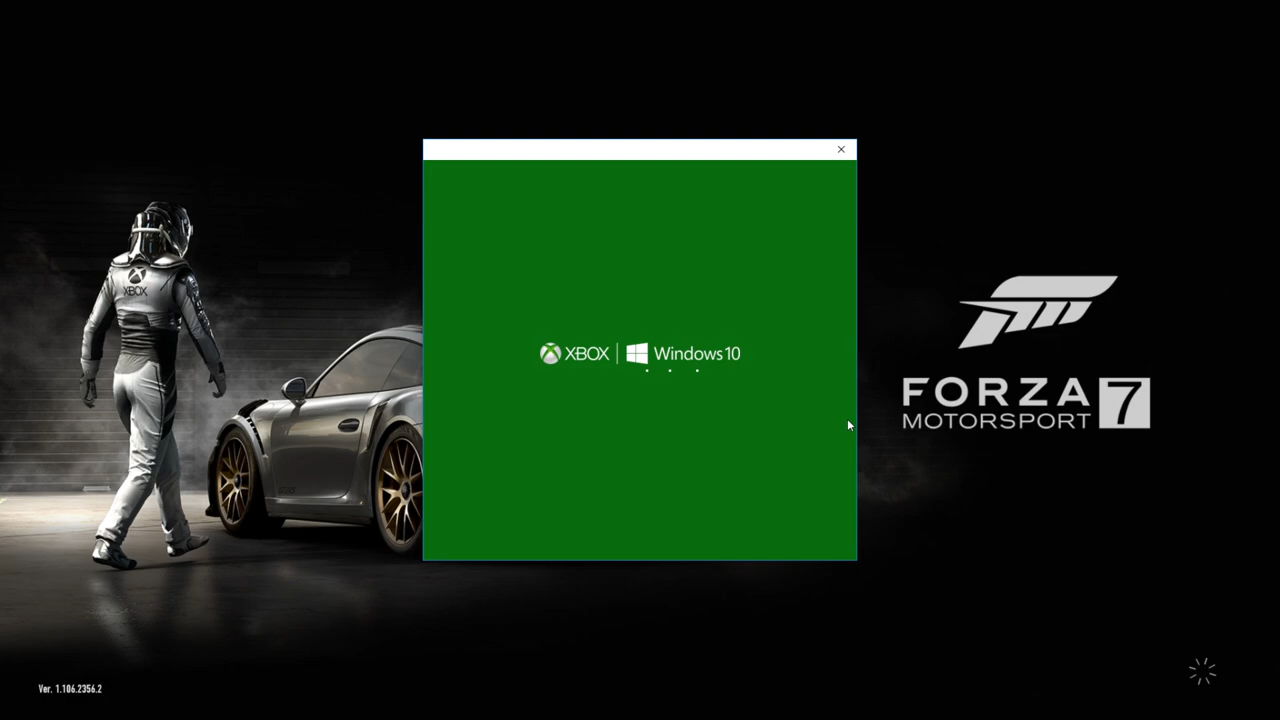 XBOX
XBOX | Windows 10
FORZA 7
MOTORSPORT
Ver. 1.106.2356.2